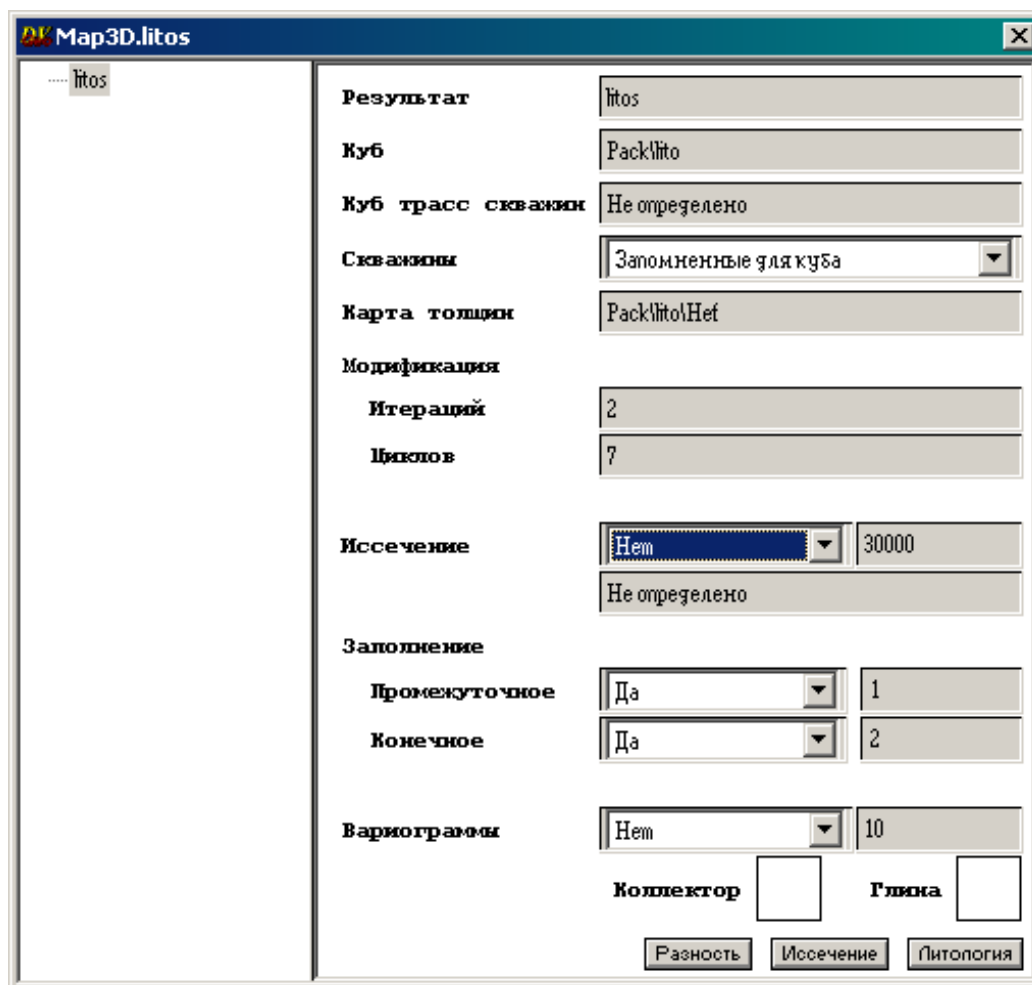 DV Map3D.litos
litos
Результат litos
Куб Pack\lito
Куб трасс скважин Не определено
Скважины Запомненные для куба
Карта толщин Pack\lito\Hef
Модификация
Итераций 2
Циклов 7
Иссечение Нет 30000
Не определено
Заполнение
Промежуточное Да 1
Конечное Да 2
Вариограммы Нет 10
Коллектор Глина
Разность Иссечение Литология